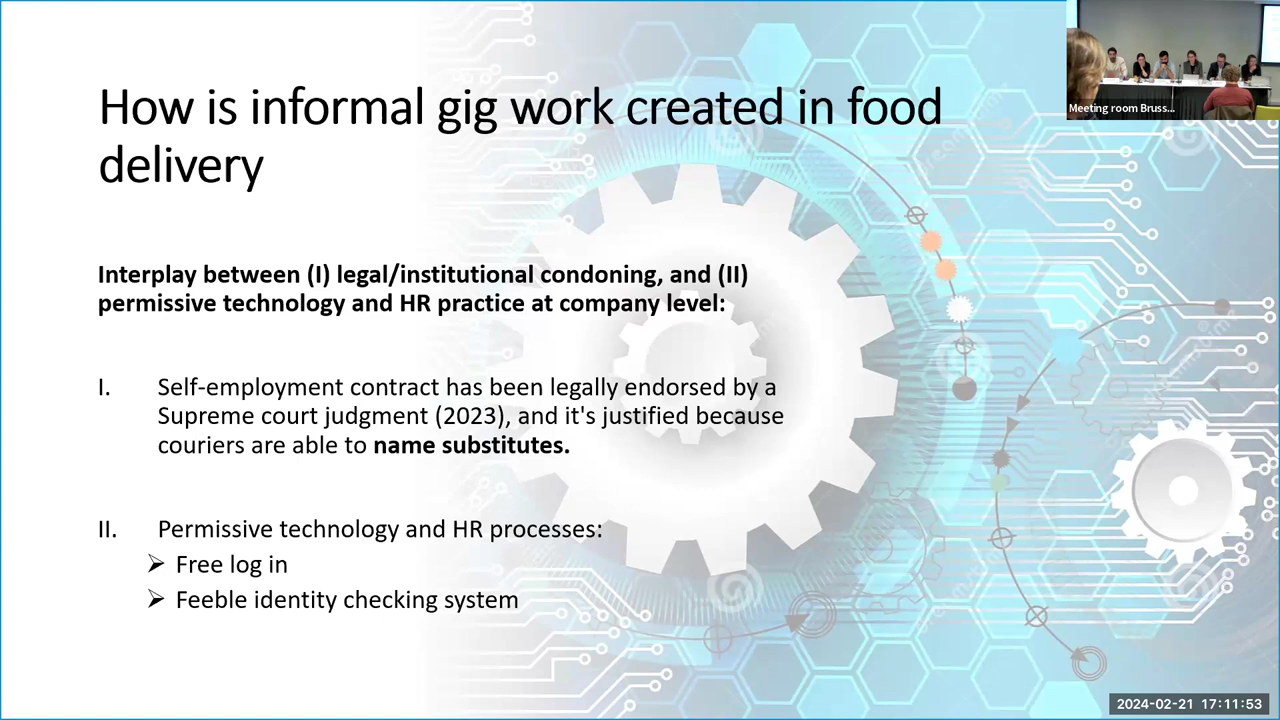 How is informal gig work created in food
delivery
Interplay between (I) legal/institutional condoning, and (II)
permissive technology and HR practice at company level:
I. Self-employment contract has been legally endorsed by a
Supreme court judgment (2023), and it's justified because
couriers are able to name substitutes.
II. Permissive technology and HR processes:
➢ Free log in
➢ Feeble identity checking system
Meeting room Bruss...
2024-02-21 17:11:53